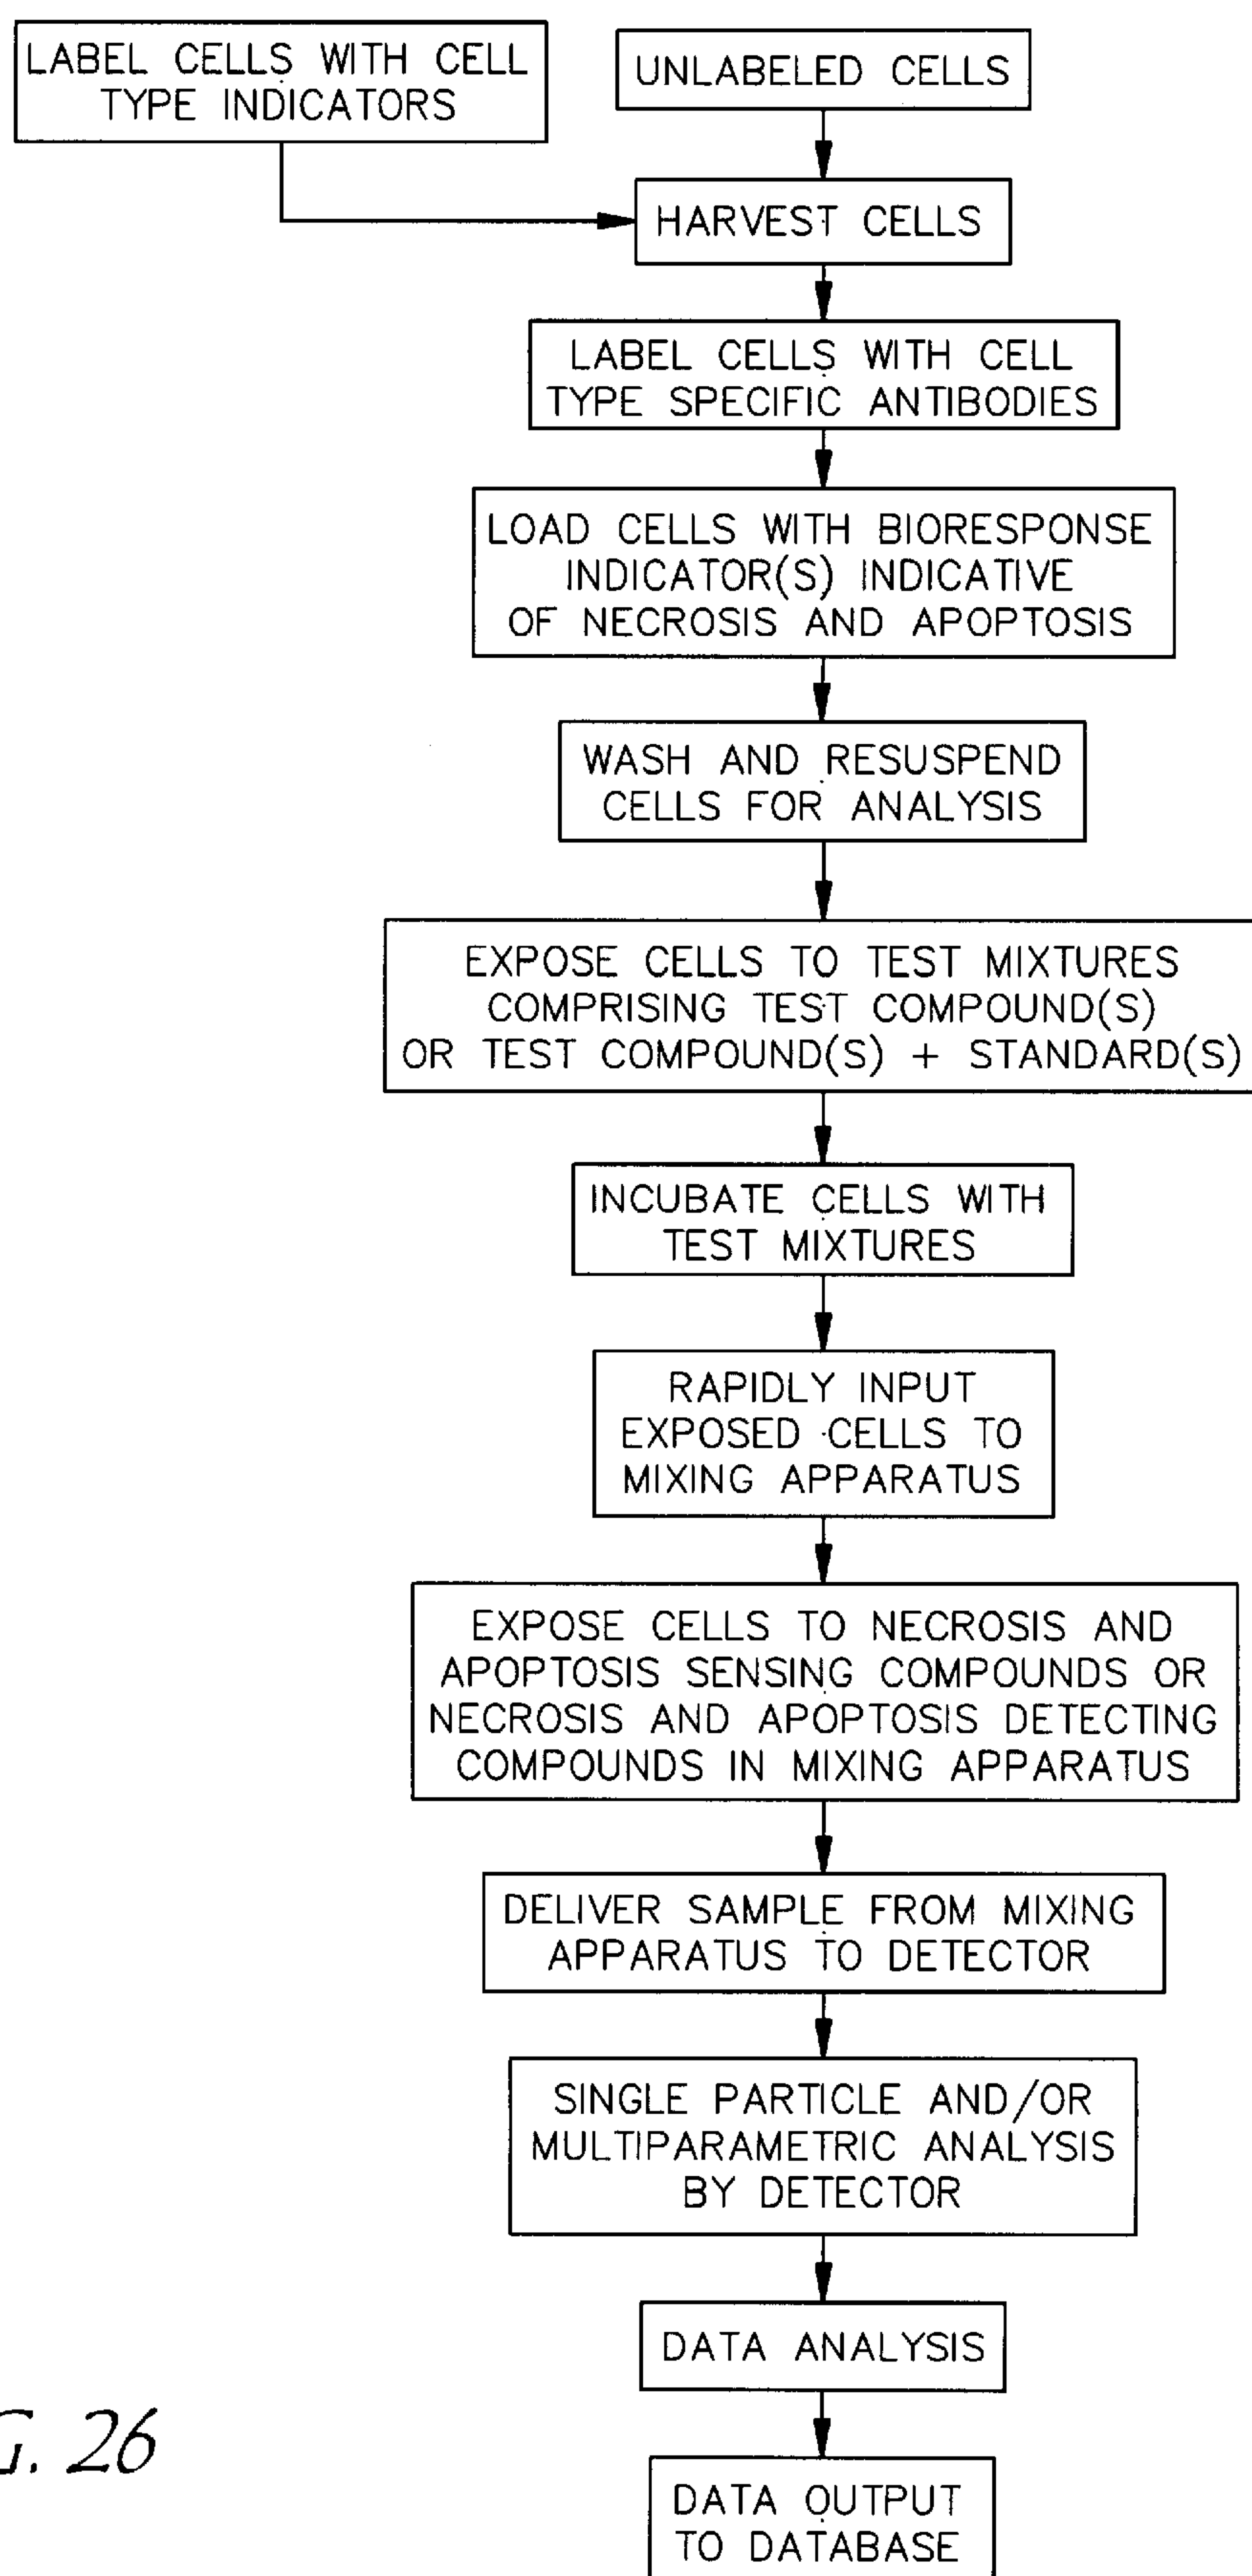 LABEL CELLS WITH CELL
TYPE INDICATORS
UNLABELED CELLS
HARVEST CELLS
LABEL CELLS WITH CELL
TYPE SPECIFIC ANTIBODIES
LOAD CELLS WITH BIORESPONSE
INDICATOR(S) INDICATIVE
OF NECROSIS AND APOPTOSIS
WASH AND RESUSPEND
CELLS FOR ANALYSIS
EXPOSE CELLS TO TEST MIXTURES
COMPRISING TEST COMPOUND(S)
OR TEST COMPOUND(S) + STANDARD(S)
INCUBATE CELLS WITH
TEST MIXTURES
RAPIDLY INPUT
EXPOSED CELLS TO
MIXING APPARATUS
EXPOSE CELLS TO NECROSIS AND
APOPTOSIS SENSING COMPOUNDS OR
NECROSIS AND APOPTOSIS DETECTING
COMPOUNDS IN MIXING APPARATUS
DELIVER SAMPLE FROM MIXING
APPARATUS TO DETECTOR
SINGLE PARTICLE AND/OR
MULTIPARAMETRIC ANALYSIS
BY DETECTOR
DATA ANALYSIS
G. 26
DATA OUTPUT
TO DATABASE